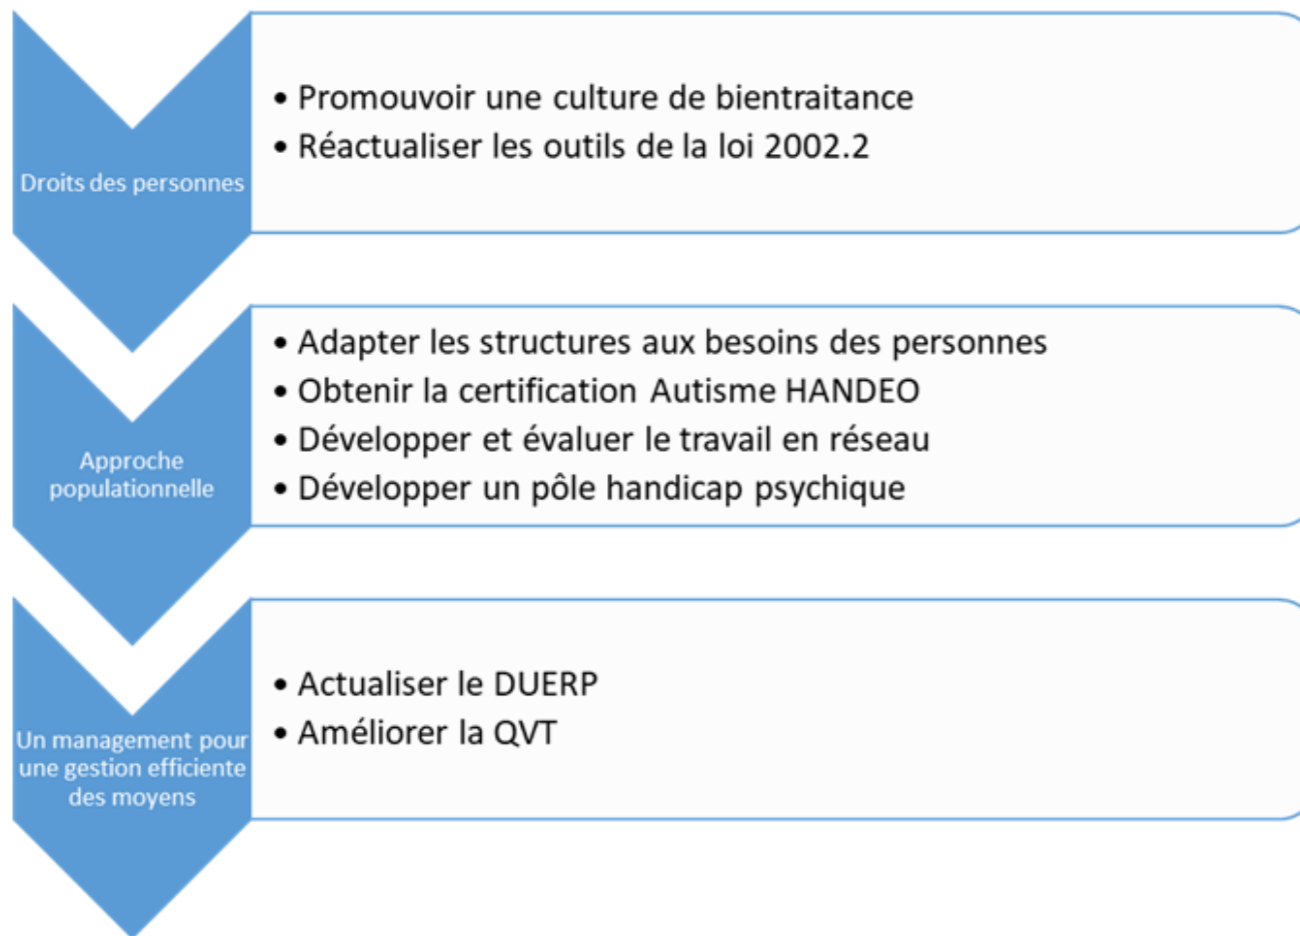 Droits des personnes
• Promouvoir une culture de bientraitance
• Réactualiser les outils de la loi 2002.2
Approche
populationnelle
• Adapter les structures aux besoins des personnes
• Obtenir la certification Autisme HANDEO
• Développer et évaluer le travail en réseau
• Développer un pôle handicap psychique
Un management pour
une gestion efficiente
des moyens
• Actualiser le DUERP
• Améliorer la QVT